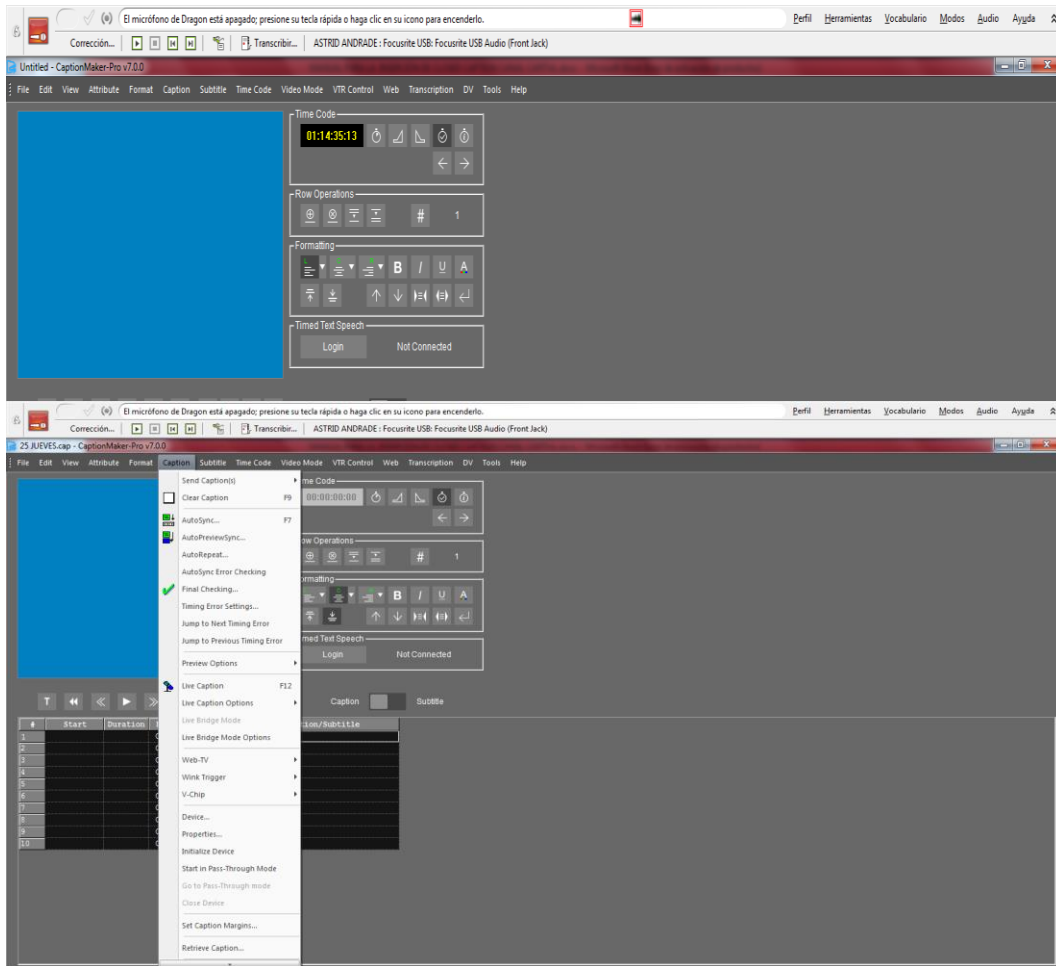 El micrófono de Dragon está apagado; presione su tecla rápida o haga clic en su icono para encenderlo. Perfil Herramientas Vocabulario Modos Audio Ayuda
Corrección... Transcribir... ASTRID ANDRADE : Focusrite USB: Focusrite USB Audio (Front Jack)
Untitled - CaptionMaker-Pro v7.0.0
File Edit View Attribute Format Caption Subtitle Time Code Video Mode VTR Control Web Transcription DV Tools Help
Time Code
01:14:35:13
Row Operations
# 1
Formatting
B I U A
Timed Text Speech
Login Not Connected
El micrófono de Dragon está apagado; presione su tecla rápida o haga clic en su icono para encenderlo. Perfil Herramientas Vocabulario Modos Audio Ayuda
Corrección... Transcribir... ASTRID ANDRADE : Focusrite USB: Focusrite USB Audio (Front Jack)
25 JUEVES.cap - CaptionMaker-Pro v7.0.0
File Edit View Attribute Format Caption Subtitle Time Code Video Mode VTR Control Web Transcription DV Tools Help
Send Caption(s)
Clear Caption F9
AutoSync... F7
AutoPreviewSync...
AutoRepeat...
AutoSync Error Checking
Final Checking...
Timing Error Settings...
Jump to Next Timing Error
Jump to Previous Timing Error
Preview Options
Live Caption F12
Live Caption Options
Live Bridge Mode
Live Bridge Mode Options
Web-TV
Wink Trigger
V-Chip
Device...
Properties...
Initialize Device
Start in Pass-Through Mode
Go to Pass-Through mode
Close Device
Set Caption Margins...
Retrieve Caption...
me Code
00:00:00:00
ow Operations
# 1
ormatting
B I U A
med Text Speech
Login Not Connected
T Caption Subtitle
# Start Duration ion/Subtitle
1
2
3
4
5
6
7
8
9
10